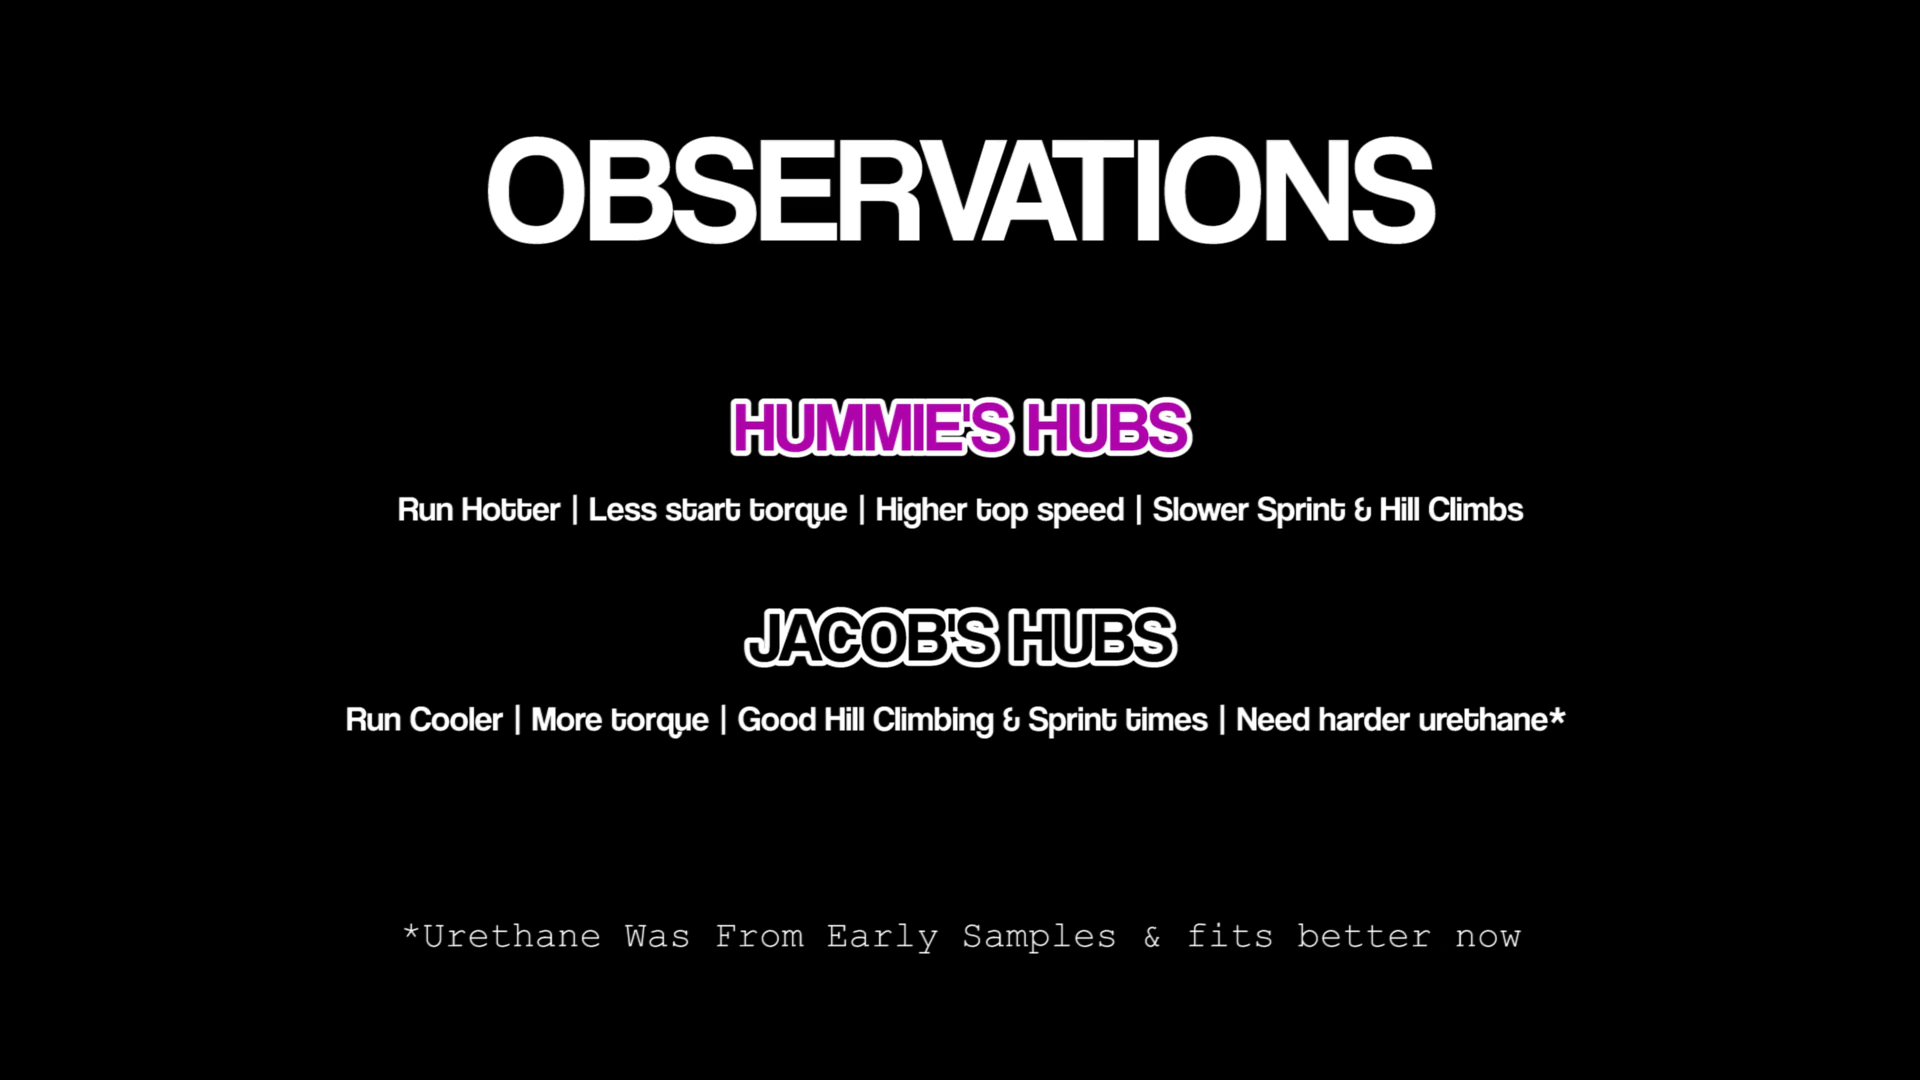 OBSERVATIONS
HUMMIE'S HUBS
Run Hotter | Less start torque | Higher top speed | Slower Sprint & Hill Climbs
JACOB'S HUBS
Run Cooler | More torque | Good Hill Climbing & Sprint times | Need harder urethane*
*Urethane Was From Early Samples & fits better now